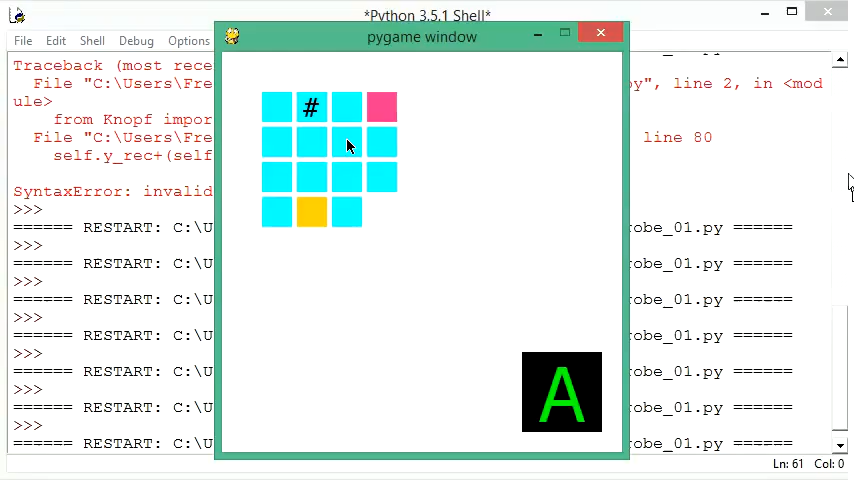 *Python 3.5.1 Shell*
File Edit Shell Debug Options
pygame window
Traceback (most rece
File "C:\Users\Fre
py", line 2, in <mod
ule>
from Knopf impor
File "C:\Users\Fre
line 80
self.y_rec+(self
SyntaxError: invalid
>>>
====== RESTART: C:\U
robe_01.py ======
>>>
====== RESTART: C:\U
robe_01.py ======
>>>
====== RESTART: C:\U
robe_01.py ======
>>>
====== RESTART: C:\U
robe_01.py ======
>>>
====== RESTART: C:\U
robe_01.py ======
>>>
====== RESTART: C:\U
robe_01.py ======
>>>
====== RESTART: C:\U
robe_01.py ======
#
A
Ln: 61 Col: 0